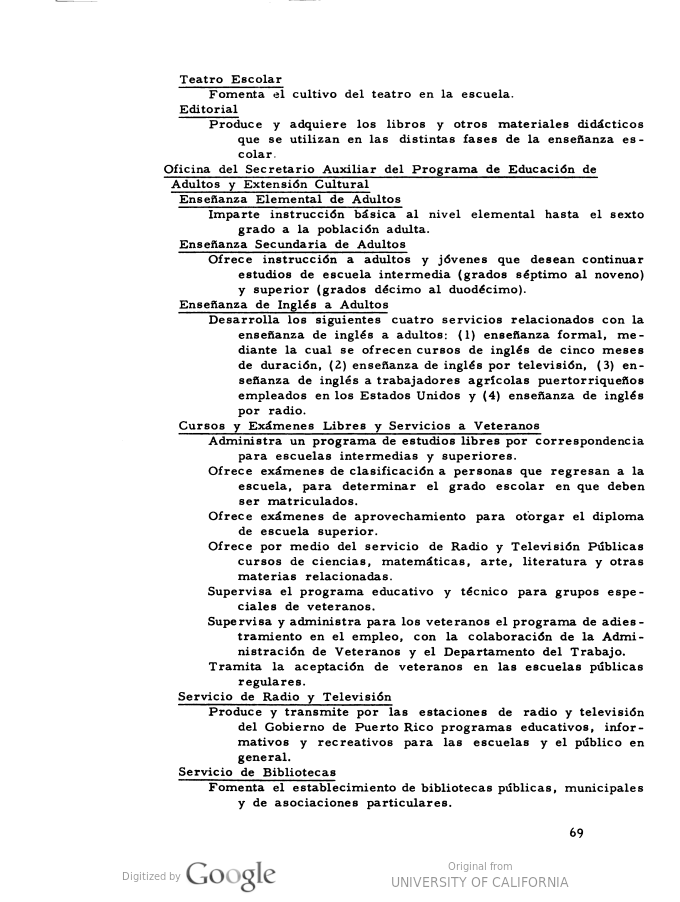 Teatro Escolar
Fomenta el cultivo del teatro en la escuela.
Editorial
Produce y adquiere los libros y otros materiales didácticos
que se utilizan en las distintas fases de la enseñanza es-
colar.
Oficina del Secretario Auxiliar del Programa de Educación de
Adultos y Extensión Cultural
Enseñanza Elemental de Adultos
Imparte instrucción básica al nivel elemental hasta el sexto
grado a la población adulta.
Enseñanza Secundaria de Adultos
Ofrece instrucción a adultos y jóvenes que desean continuar
estudios de escuela intermedia (grados séptimo al noveno)
y superior (grados décimo al duodécimo).
Enseñanza de Inglés a Adultos
Desarrolla los siguientes cuatro servicios relacionados con la
enseñanza de inglés a adultos: (1) enseñanza formal, me-
diante la cual se ofrecen cursos de inglés de cinco meses
de duración, (2) enseñanza de inglés por televisión, (3) en-
señanza de inglés a trabajadores agrícolas puertorriqueños
empleados en los Estados Unidos y (4) enseñanza de inglés
por radio.
Cursos y Exámenes Libres y Servicios a Veteranos
Administra un programa de estudios libres por correspondencia
para escuelas intermedias y superiores.
Ofrece exámenes de clasificación a personas que regresan a la
escuela, para determinar el grado escolar en que deben
ser matriculados.
Ofrece exámenes de aprovechamiento para otorgar el diploma
de escuela superior.
Ofrece por medio del servicio de Radio y Televisión Públicas
cursos de ciencias, matemáticas, arte, literatura y otras
materias relacionadas.
Supervisa el programa educativo y técnico para grupos espe-
ciales de veteranos.
Supervisa y administra para los veteranos el programa de adies-
tramiento en el empleo, con la colaboración de la Admi-
nistración de Veteranos y el Departamento del Trabajo.
Tramita la aceptación de veteranos en las escuelas públicas
regulares.
Servicio de Radio y Televisión
Produce y transmite por las estaciones de radio y televisión
del Gobierno de Puerto Rico programas educativos, infor-
mativos y recreativos para las escuelas y el público en
general.
Servicio de Bibliotecas
Fomenta el establecimiento de bibliotecas públicas, municipales
y de asociaciones particulares.
69
Digitized by Google
Original from
UNIVERSITY OF CALIFORNIA